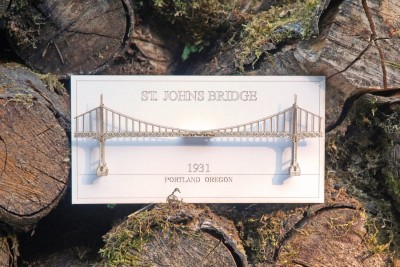 ST. JOHNS BRIDGE
1931
PORTLAND OREGON